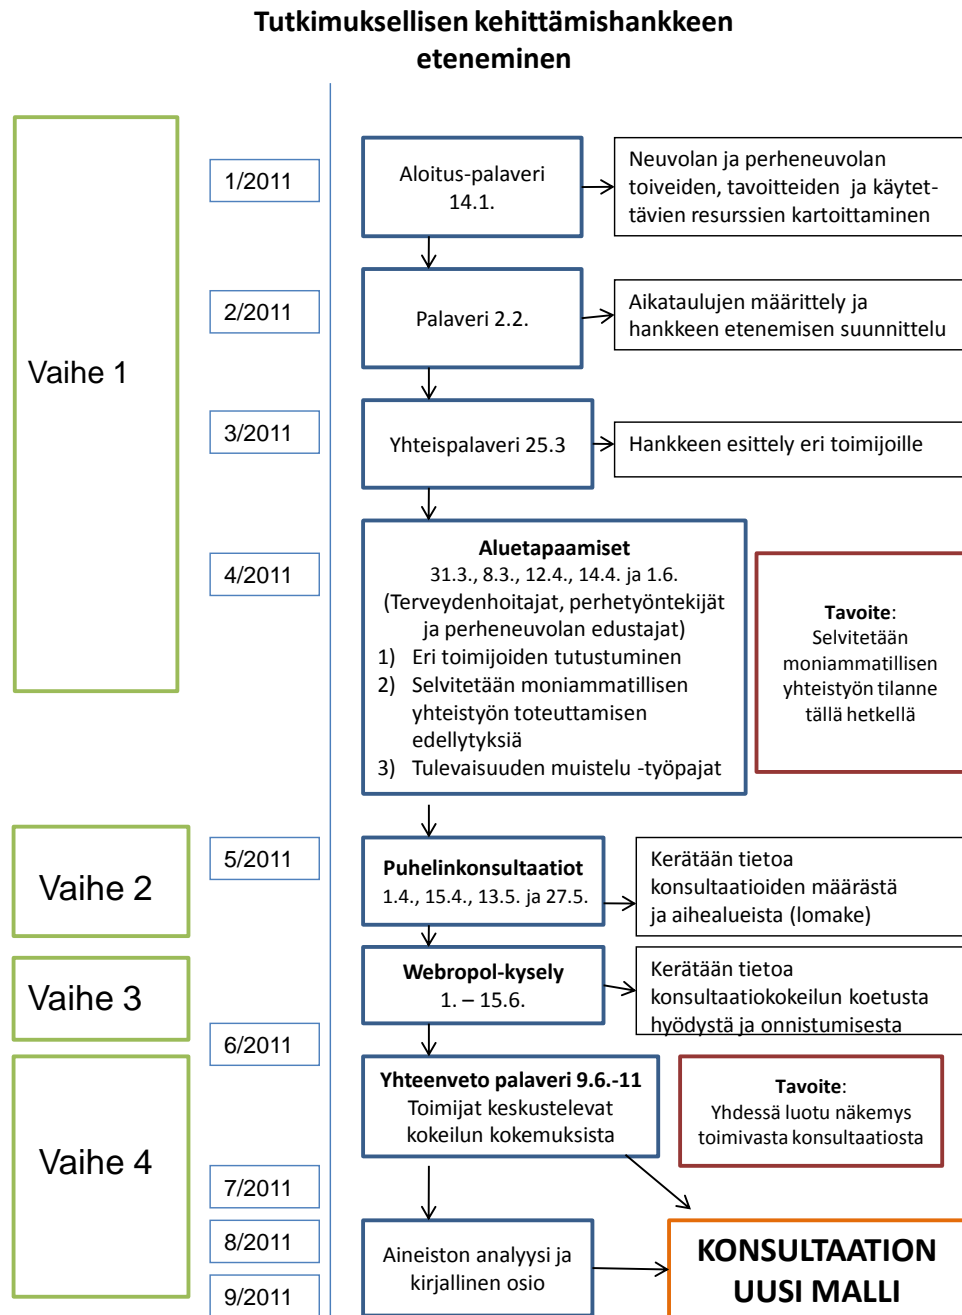 Tutkimuksellisen kehittämishankkeen
eteneminen
Vaihe 1
1/2011
Aloitus-palaveri
14.1.
Neuvolan ja perheneuvolan
toiveiden, tavoitteiden ja käytet-
tävien resurssien kartoittaminen
2/2011
Palaveri 2.2.
Aikataulujen määrittely ja
hankkeen etenemisen suunnittelu
3/2011
Yhteispalaveri 25.3
Hankkeen esittely eri toimijoille
4/2011
Aluetapaamiset
31.3., 8.3., 12.4., 14.4. ja 1.6.
(Terveydenhoitajat, perhetyöntekijät
ja perheneuvolan edustajat)
1) Eri toimijoiden tutustuminen
2) Selvitetään moniammatillisen
yhteistyön toteuttamisen
edellytyksiä
3) Tulevaisuuden muistelu -työpajat
Tavoite:
Selvitetään
moniammatillisen
yhteistyön tilanne
tällä hetkellä
Vaihe 2
5/2011
Puhelinkonsultaatiot
1.4., 15.4., 13.5. ja 27.5.
Kerätään tietoa
konsultaatioiden määrästä
ja aihealueista (lomake)
Vaihe 3
Webropol-kysely
1. – 15.6.
Kerätään tietoa
konsultaatiokokeilun koetusta
hyödystä ja onnistumisesta
6/2011
Vaihe 4
Yhteenveto palaveri 9.6.-11
Toimijat keskustelevat
kokeilun kokemuksista
Tavoite:
Yhdessä luotu näkemys
toimivasta konsultaatiosta
7/2011
8/2011
9/2011
Aineiston analyysi ja
kirjallinen osio
KONSULTAATION
UUSI MALLI